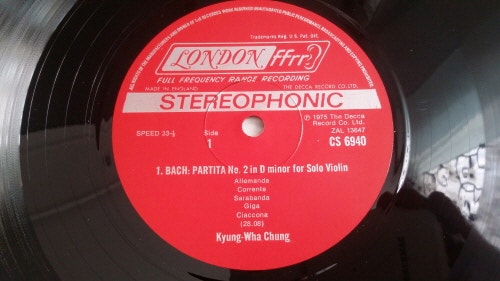 Trademarks Reg. U.S. Pat. Off.
LONDON ffrr
FULL FREQUENCY RANGE RECORDING
MADE IN ENGLAND THE DECCA RECORD CO. LTD.
STEREOPHONIC
SPEED 33-⅓ Side
1
℗ 1975 The Decca
Record Co. Ltd.
ZAL 13647
CS 6940
1. BACH: PARTITA No. 2 in D minor for Solo Violin
Allemanda
Corrente
Sarabanda
Giga
Ciaccona
(28.08)
Kyung-Wha Chung